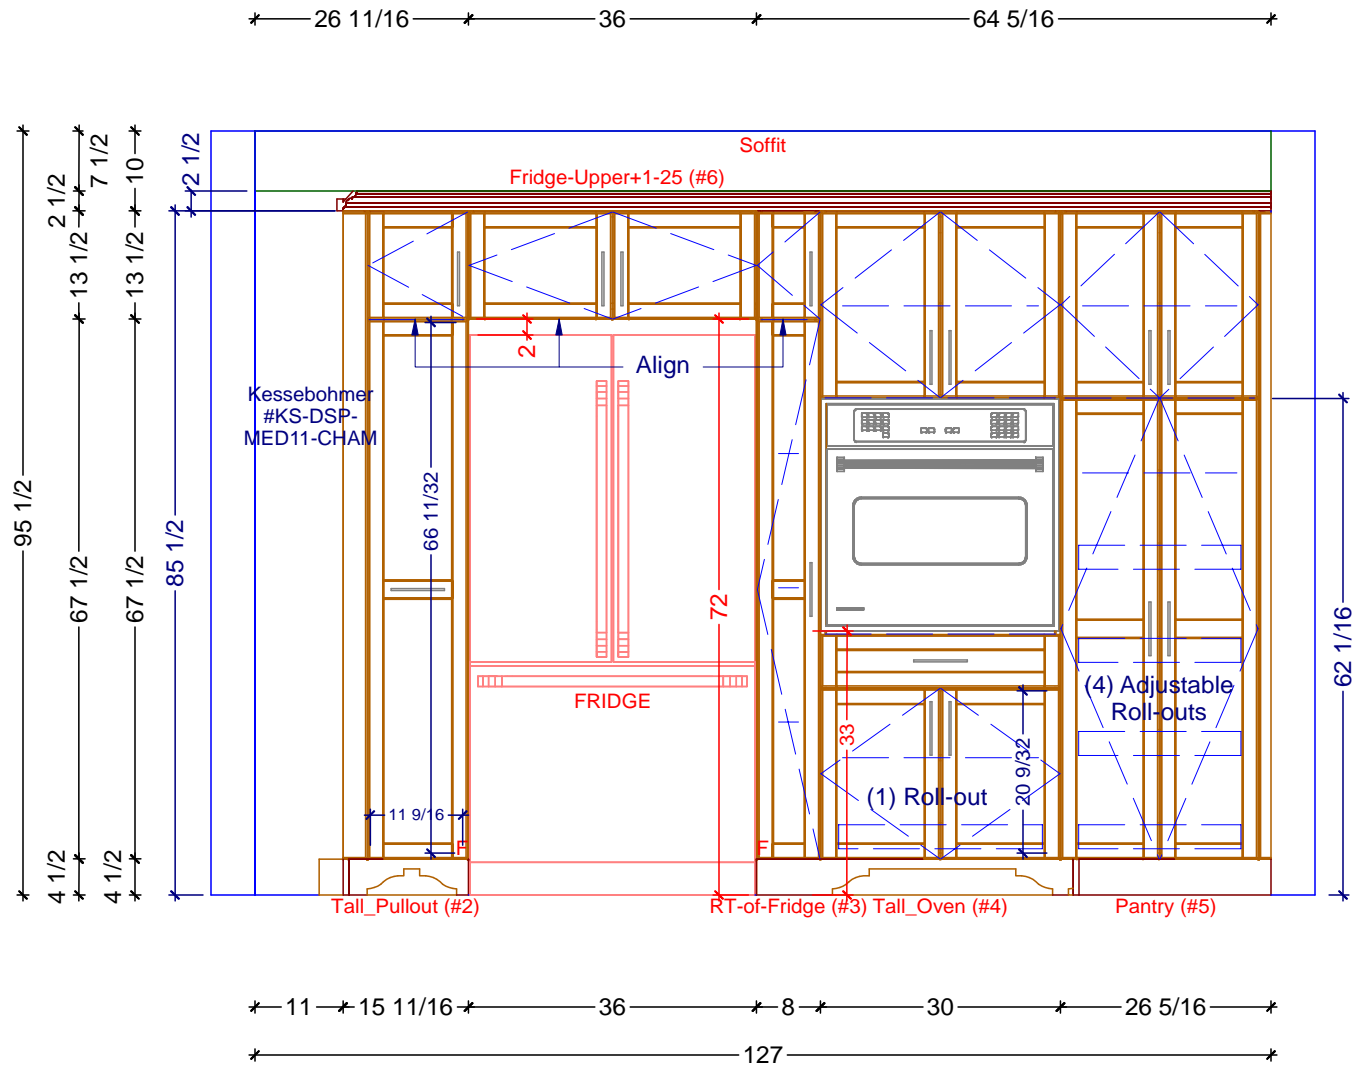 26 11/16
36
64 5/16
Soffit
Fridge-Upper+1-25 (#6)
7 1/2
10
2 1/2
2 1/2
13 1/2
13 1/2
2
Align
Kessebohmer
#KS-DSP-
MED11-CHAM
66 11/32
95 1/2
67 1/2
67 1/2
85 1/2
72
62 1/16
FRIDGE
(4) Adjustable
Roll-outs
33
20 9/32
(1) Roll-out
11 9/16
F
F
4 1/2
4 1/2
Tall_Pullout (#2)
RT-of-Fridge (#3)
Tall_Oven (#4)
Pantry (#5)
11
15 11/16
36
8
30
26 5/16
127